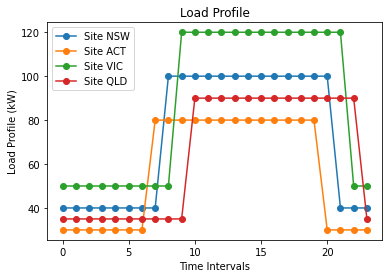 Load Profile
Site NSW
Site ACT
Site VIC
Site QLD
120
100
80
60
40
Load Profile (kW)
0
5
10
15
20
Time Intervals